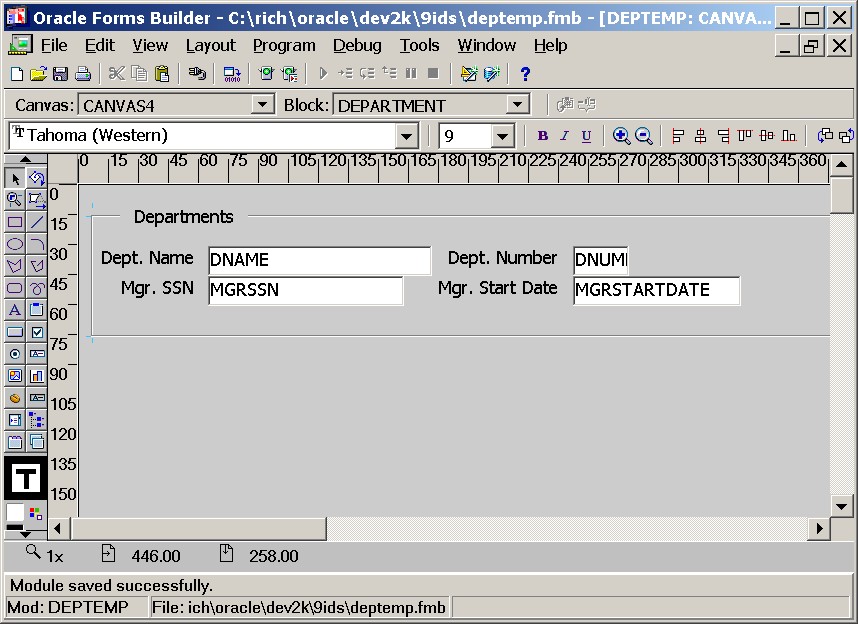 Oracle Forms Builder - C:\rich\oracle\dev2k\9ids\deptemp.fmb - [DEPTEMP: CANVA...
File Edit View Layout Program Debug Tools Window Help
Canvas: CANVAS4 Block: DEPARTMENT
Tahoma (Western) 9 B I U
0 15 30 45 60 75 90 105 120 135 150 165 180 195 210 225 240 255 270 285 300 315 330 345 360
0
15
30
45
60
75
90
105
120
135
150
Departments
Dept. Name DNAME Dept. Number DNUM
Mgr. SSN MGRSSN Mgr. Start Date MGRSTARTDATE
1x 446.00 258.00
Module saved successfully.
Mod: DEPTEMP File: ich\oracle\dev2k\9ids\deptemp.fmb